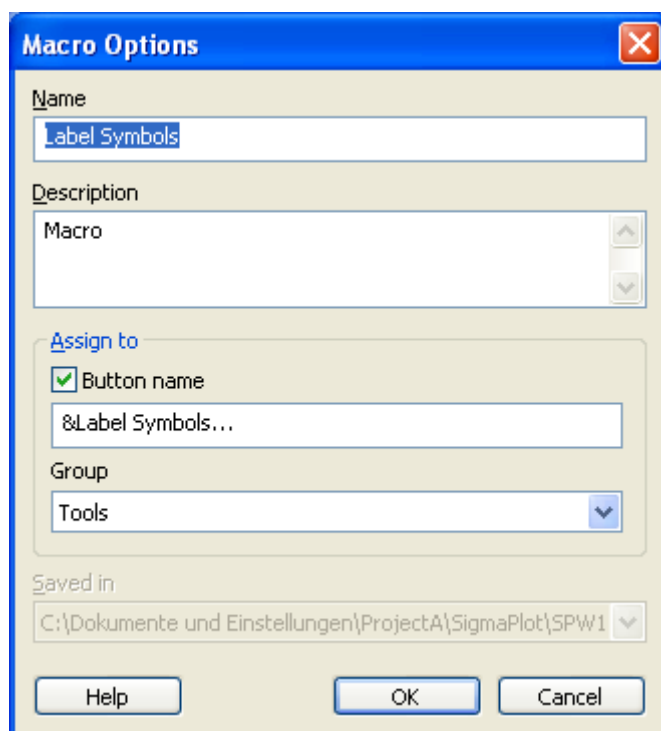 Macro Options
Name
Label Symbols
Description
Macro
Assign to
Button name
&Label Symbols...
Group
Tools
Saved in
C:\Dokumente und Einstellungen\ProjectA\SigmaPlot\SPW1
Help OK Cancel